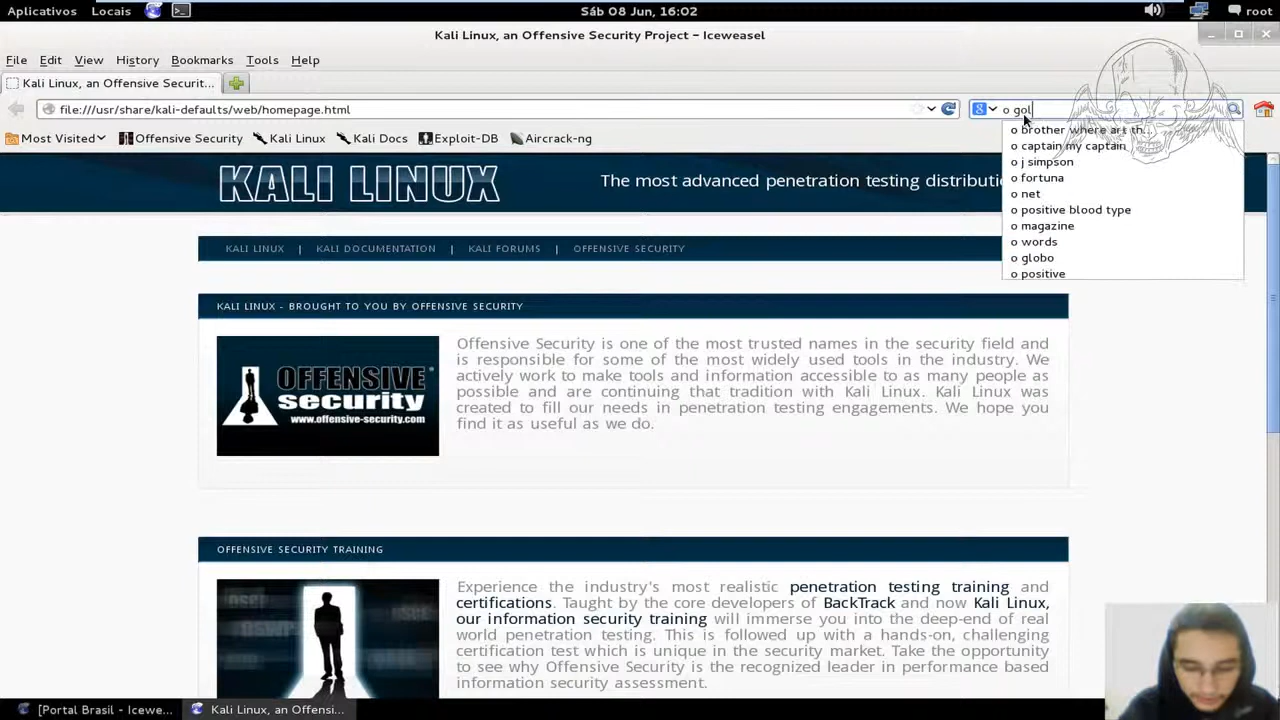 Aplicativos Locais Sáb 08 Jun, 16:02 root
Kali Linux, an Offensive Security Project – Iceweasel
File Edit View History Bookmarks Tools Help
Kali Linux, an Offensive Securit...
file:///usr/share/kali-defaults/web/homepage.html
o gol
Most Visited Offensive Security Kali Linux Kali Docs Exploit-DB Aircrack-ng
o brother where art th...
o captain my captain
o j simpson
o fortuna
o net
o positive blood type
o magazine
o words
o globo
o positive
KALI LINUX
The most advanced penetration testing distributi
KALI LINUX | KALI DOCUMENTATION | KALI FORUMS | OFFENSIVE SECURITY
KALI LINUX - BROUGHT TO YOU BY OFFENSIVE SECURITY
OFFENSIVE
security
www.offensive-security.com
Offensive Security is one of the most trusted names in the security field and
is responsible for some of the most widely used tools in the industry. We
actively work to make tools and information accessible to as many people as
possible and are continuing that tradition with Kali Linux. Kali Linux was
created to fill our needs in penetration testing engagements. We hope you
find it as useful as we do.
OFFENSIVE SECURITY TRAINING
Experience the industry's most realistic penetration testing training and
certifications. Taught by the core developers of BackTrack and now Kali Linux,
our information security training will immerse you into the deep-end of real
world penetration testing. This is followed up with a hands-on, challenging
certification test which is unique in the security market. Take the opportunity
to see why Offensive Security is the recognized leader in performance based
information security assessment.
[Portal Brasil - Icewe... Kali Linux, an Offensi...